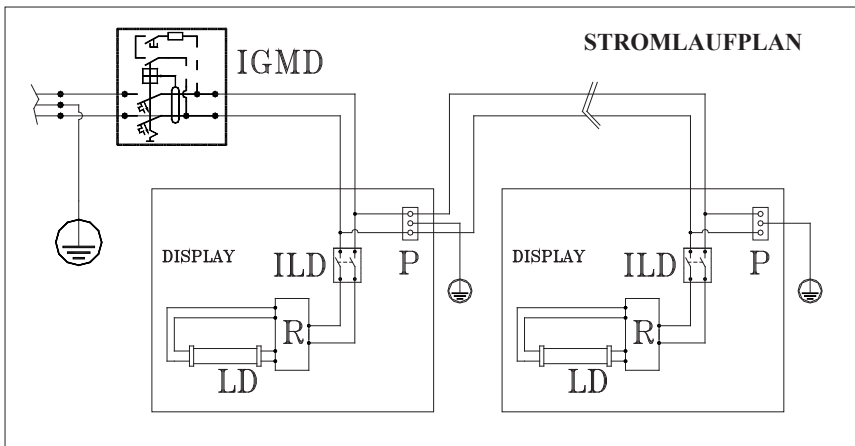 STROMLAUFPLAN
IGMD
DISPLAY
ILD
P
R
LD
DISPLAY
ILD
P
R
LD